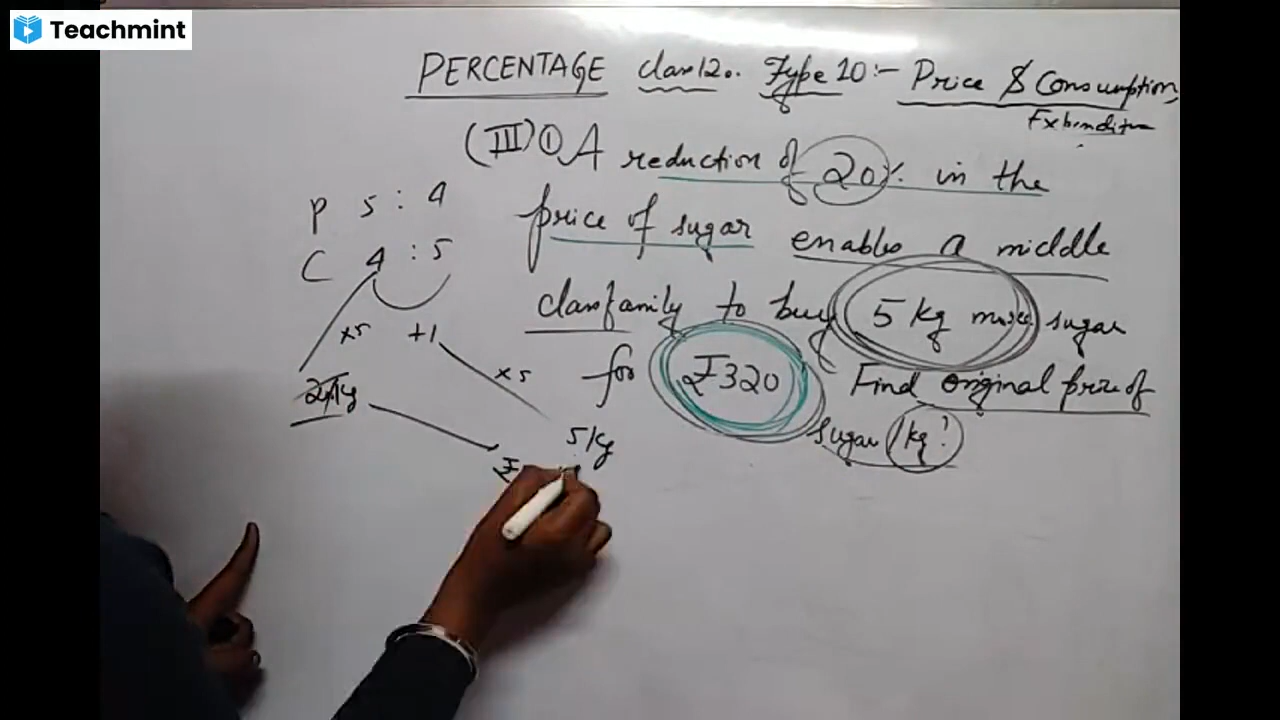 Teachmint
PERCENTAGE class 12. Type 10:- Price & Consumption,
Expenditure
(III) ① A reduction of 20% in the
price of sugar enables a middle
class family to buy 5 kg more sugar
for ₹320 Find original price of
sugar /kg?
P 5 : 4
C 4 : 5
×5 +1
×5
5 kg
₹